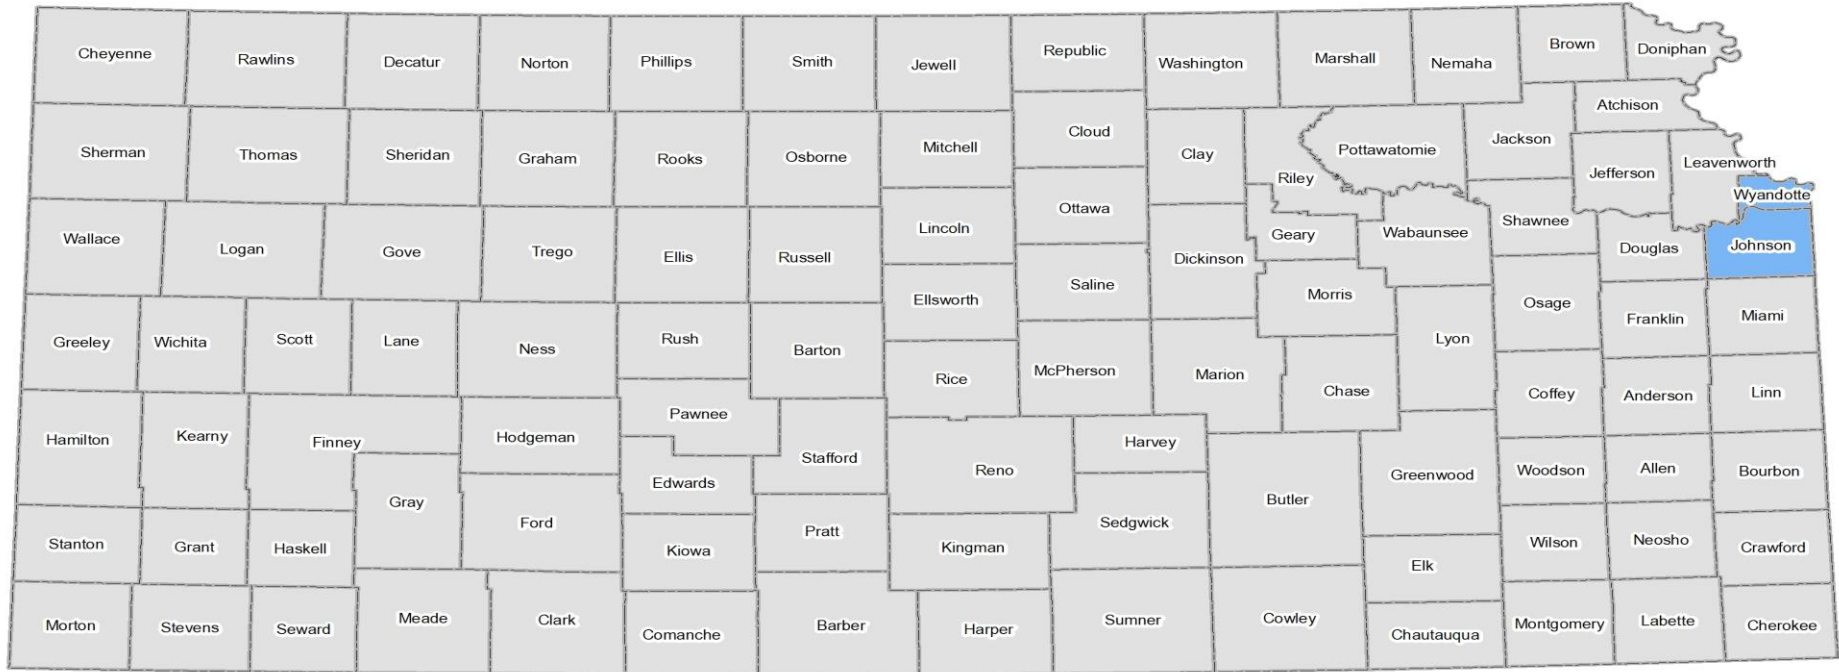 Cheyenne
Rawlins
Decatur
Norton
Phillips
Smith
Jewell
Republic
Washington
Marshall
Nemaha
Brown
Doniphan
Sherman
Thomas
Sheridan
Graham
Rooks
Osborne
Mitchell
Cloud
Clay
Riley
Pottawatomie
Jackson
Atchison
Jefferson
Leavenworth
Wyandotte
Wallace
Logan
Gove
Trego
Ellis
Russell
Lincoln
Ottawa
Dickinson
Geary
Wabaunsee
Shawnee
Douglas
Johnson
Ellsworth
Saline
Morris
Osage
Franklin
Miami
Greeley
Wichita
Scott
Lane
Ness
Rush
Barton
Rice
McPherson
Marion
Chase
Lyon
Coffey
Anderson
Linn
Hamilton
Kearny
Finney
Hodgeman
Pawnee
Stafford
Reno
Harvey
Butler
Greenwood
Woodson
Allen
Bourbon
Gray
Ford
Edwards
Sedgwick
Stanton
Grant
Haskell
Kiowa
Pratt
Kingman
Elk
Wilson
Neosho
Crawford
Morton
Stevens
Seward
Meade
Clark
Comanche
Barber
Harper
Sumner
Cowley
Chautauqua
Montgomery
Labette
Cherokee